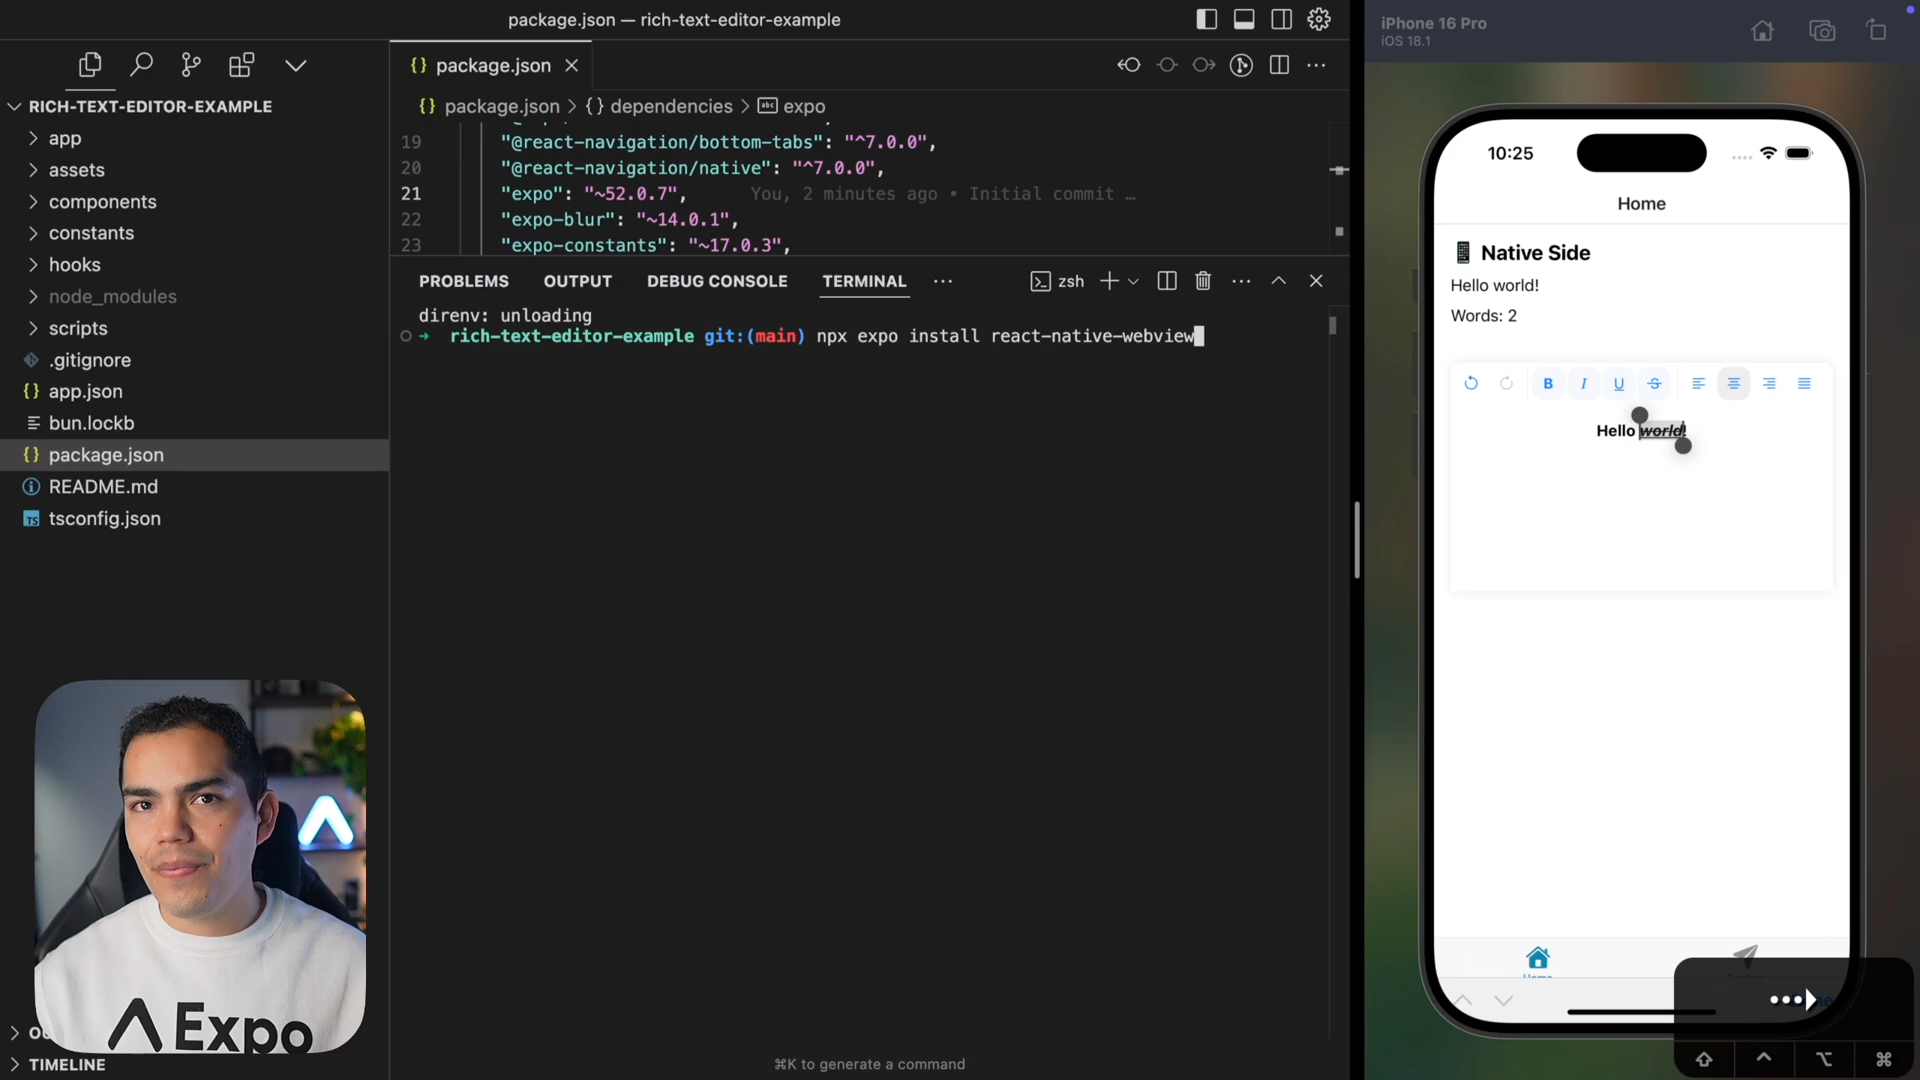 package.json — rich-text-editor-example
package.json
RICH-TEXT-EDITOR-EXAMPLE
app
assets
components
constants
hooks
node_modules
scripts
.gitignore
app.json
bun.lockb
package.json
README.md
tsconfig.json
TIMELINE
package.json > {} dependencies > abc expo
19 "@react-navigation/bottom-tabs": "^7.0.0",
20 "@react-navigation/native": "^7.0.0",
21 "expo": "~52.0.7", You, 2 minutes ago • Initial commit …
22 "expo-blur": "~14.0.1",
23 "expo-constants": "~17.0.3",
PROBLEMS OUTPUT DEBUG CONSOLE TERMINAL
zsh
direnv: unloading
rich-text-editor-example git:(main) npx expo install react-native-webview
⌘K to generate a command
Expo
iPhone 16 Pro
iOS 18.1
10:25
Home
Native Side
Hello world!
Words: 2
B I U S
Hello world!
Home